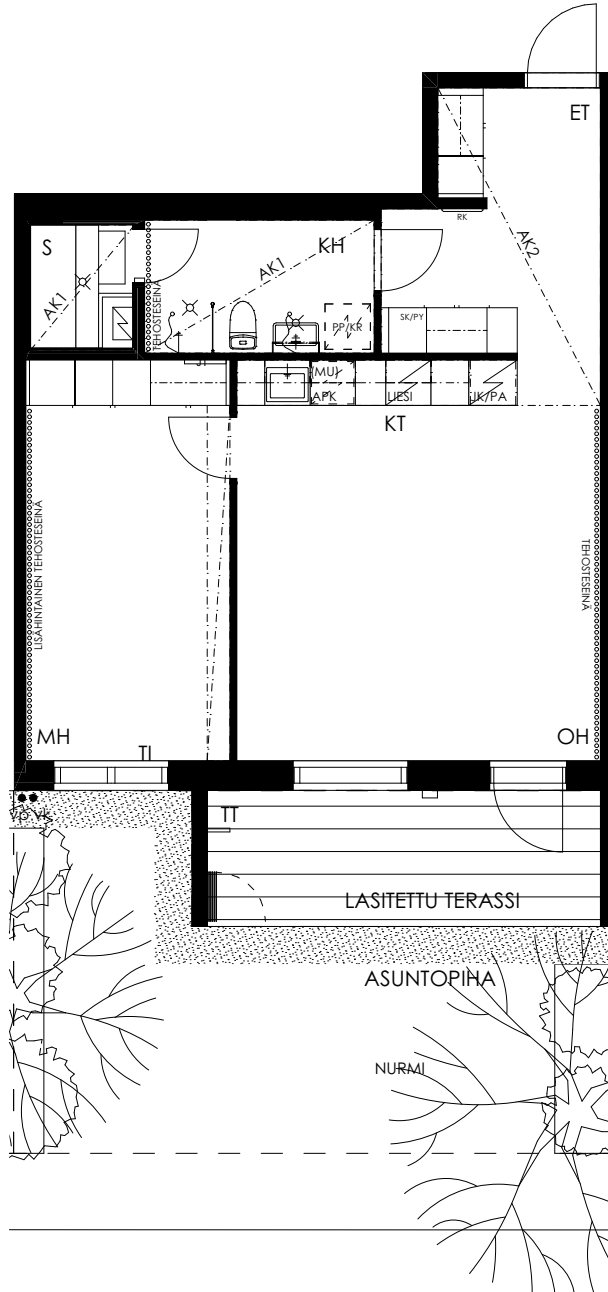 ET
RK
AK2
S
AK1
KH
AK1
TEHOSTESEINÄ
PP/KR
SK/PY
(MU)
APK
LIESI
JK/PA
KT
LISÄHINTAINEN TEHOSTESEINÄ
TEHOSTESEINÄ
MH
TI
OH
vp vk
TT
LASITETTU TERASSI
ASUNTOPIHA
NURMI